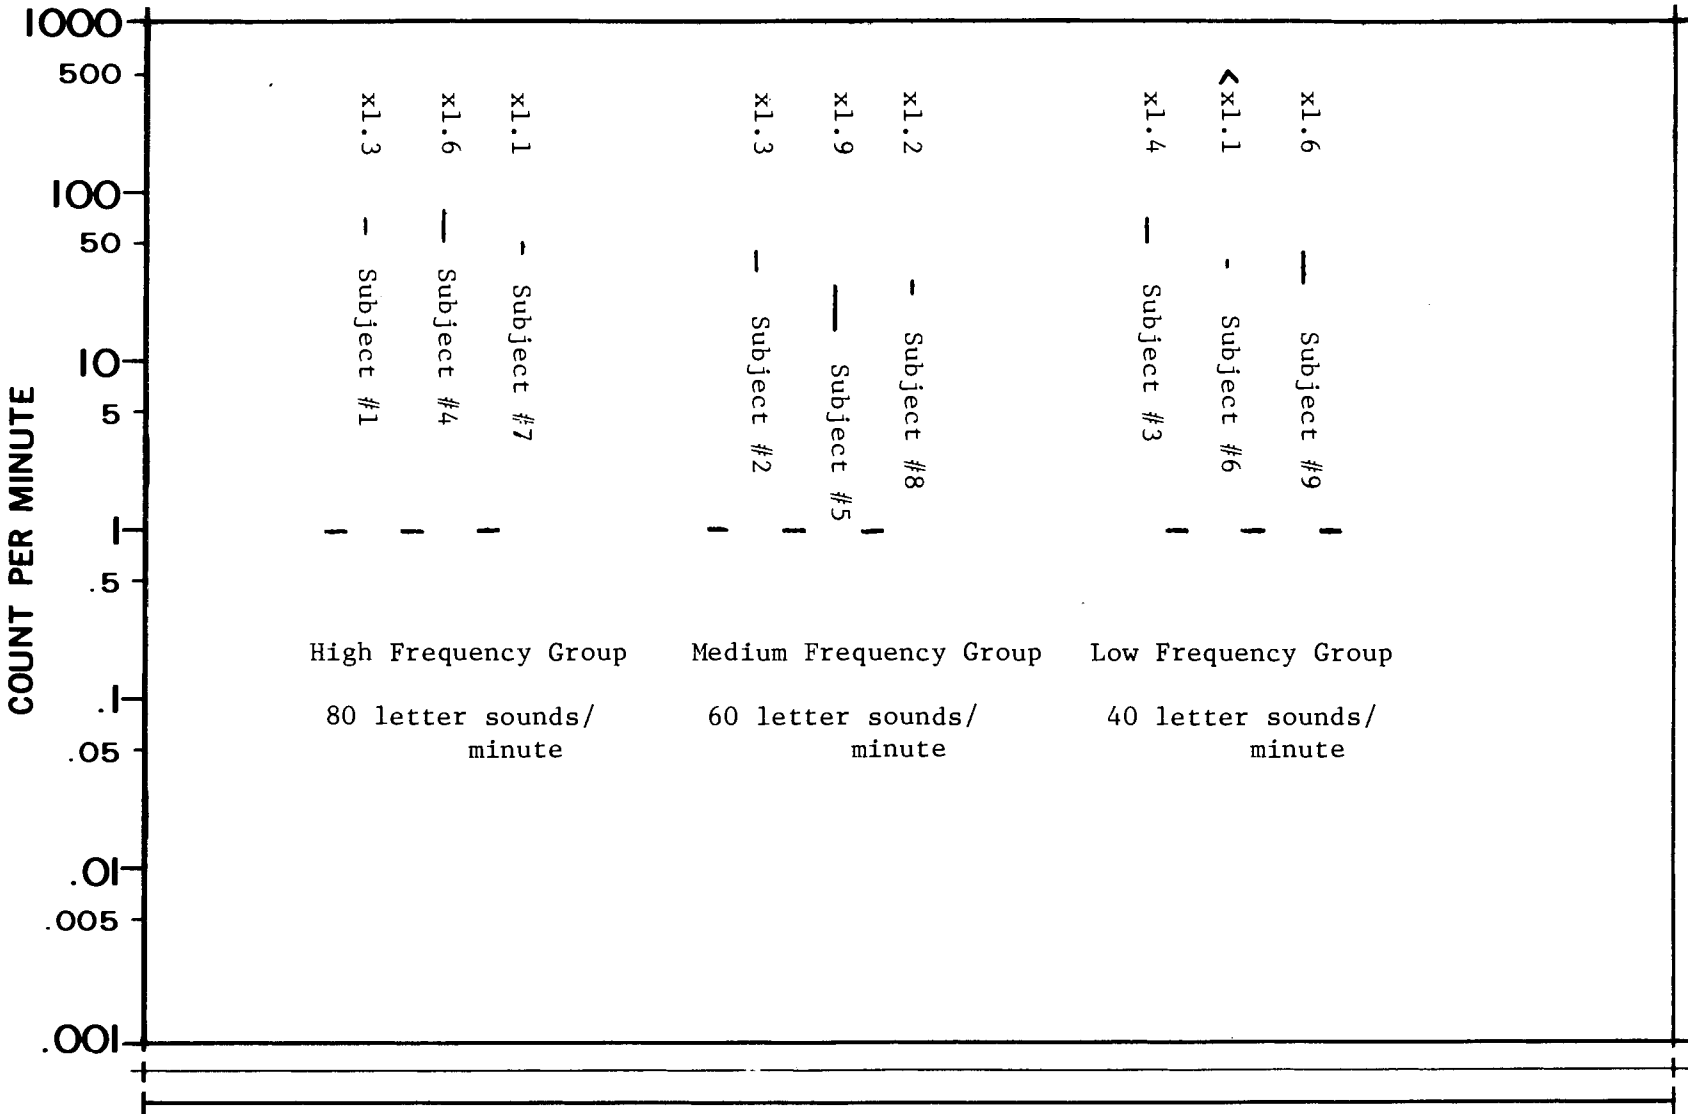 1000
500
100
50
10
5
1
.5
.1
.05
.01
.005
.001
COUNT PER MINUTE
x1.3
x1.6
x1.1
x1.3
x1.9
x1.2
x1.4
<x1.1
x1.6
Subject #1
Subject #4
Subject #7
Subject #2
Subject #5
Subject #8
Subject #3
Subject #6
Subject #9
High Frequency Group
80 letter sounds/
minute
Medium Frequency Group
60 letter sounds/
minute
Low Frequency Group
40 letter sounds/
minute